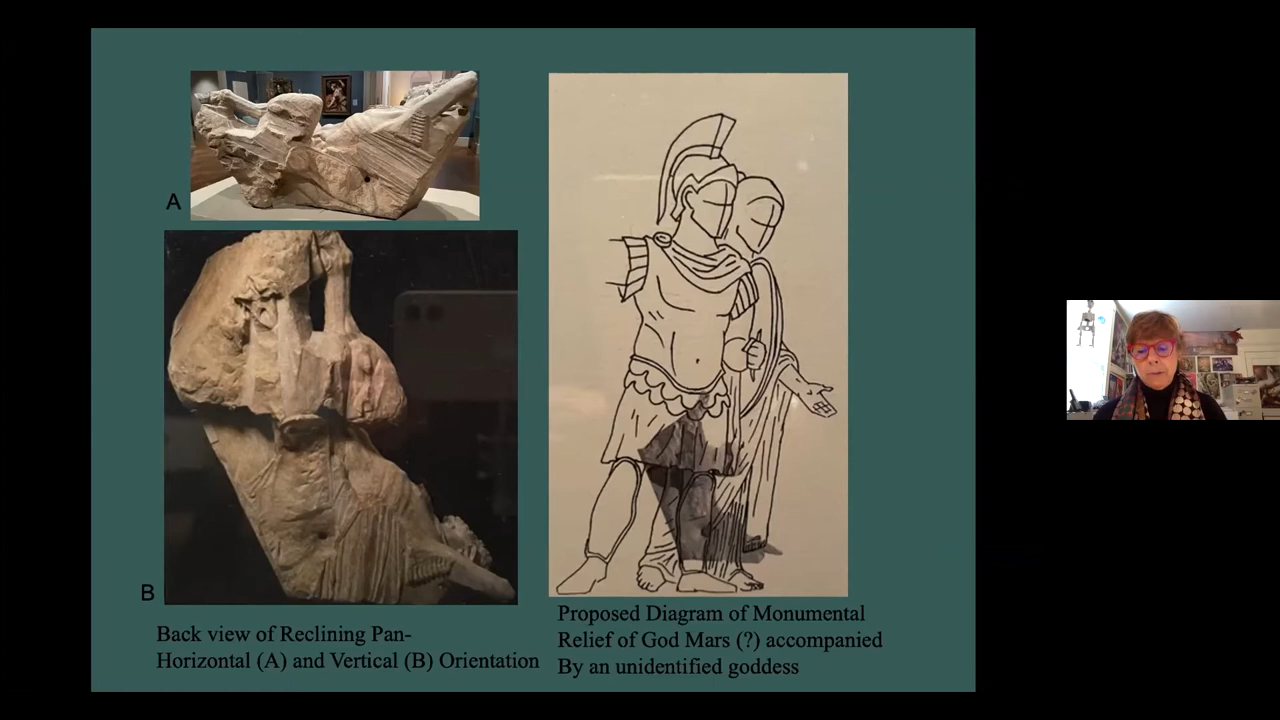 A
B
Back view of Reclining Pan-
Horizontal (A) and Vertical (B) Orientation
Proposed Diagram of Monumental
Relief of God Mars (?) accompanied
By an unidentified goddess